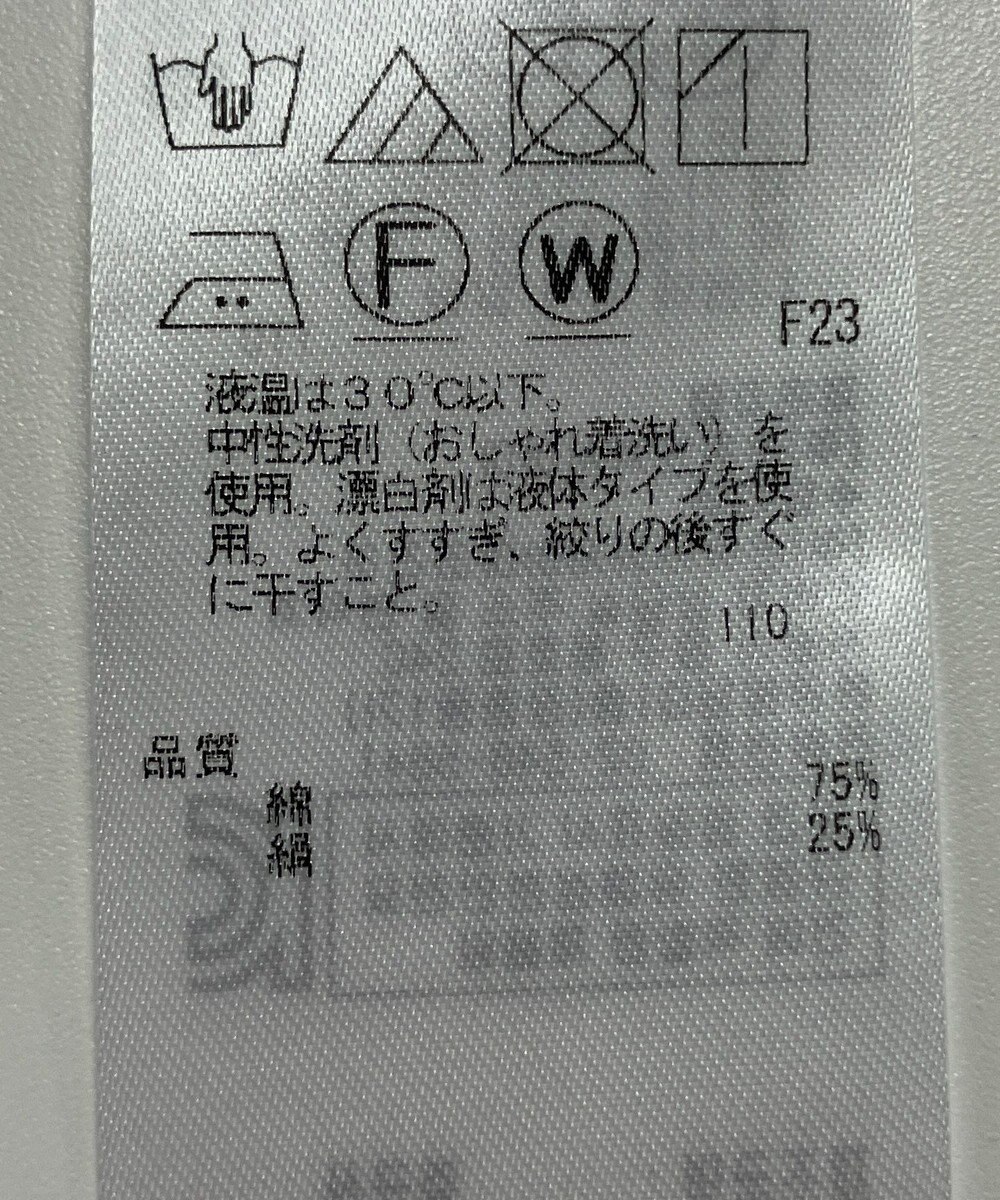 F
W
F23
液温は30℃以下。
中性洗剤（おしゃれ着洗い）を
使用。漂白剤は液体タイプを使
用。よくすすぎ、絞りの後すぐ
に干すこと。
110
品質
綿 75%
絹 25%